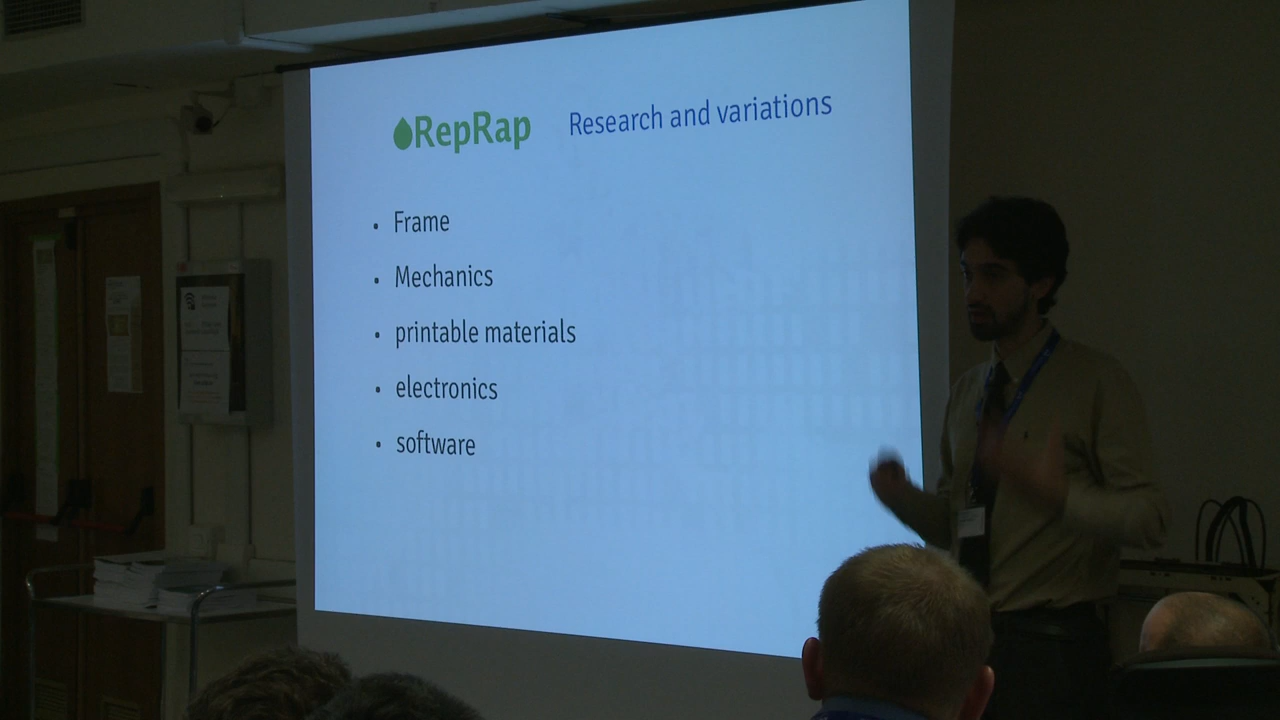 RepRap Research and variations
Frame
Mechanics
printable materials
electronics
software